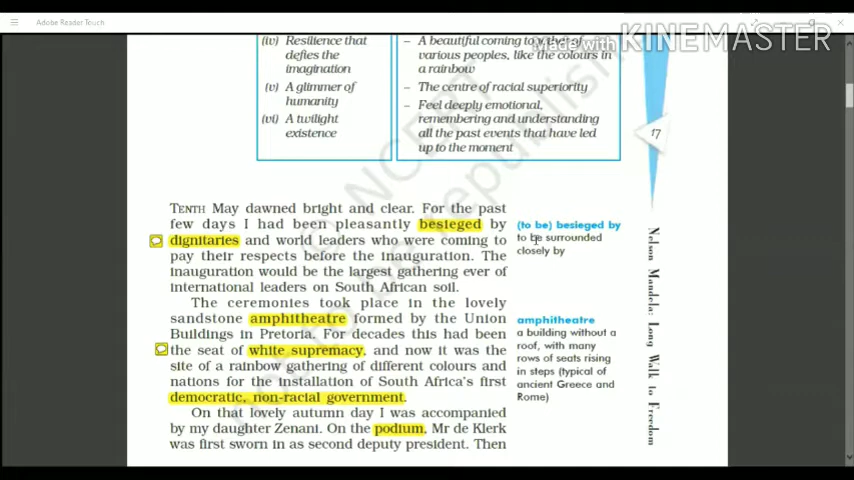 Adobe Reader Touch
Made with KINEMASTER
(iv) Resilience that
defies the
imagination
– A beautiful coming together of
various peoples, like the colours in
a rainbow
(v) A glimmer of
humanity
– The centre of racial superiority
(vi) A twilight
existence
– Feel deeply emotional,
remembering and understanding
all the past events that have led
up to the moment
17
TENTH May dawned bright and clear. For the past
few days I had been pleasantly besieged by
dignitaries and world leaders who were coming to
pay their respects before the inauguration. The
inauguration would be the largest gathering ever of
international leaders on South African soil.
(to be) besieged by
to be surrounded
closely by
The ceremonies took place in the lovely
sandstone amphitheatre formed by the Union
Buildings in Pretoria. For decades this had been
the seat of white supremacy, and now it was the
site of a rainbow gathering of different colours and
nations for the installation of South Africa's first
democratic, non-racial government.
amphitheatre
a building without a
roof, with many
rows of seats rising
in steps (typical of
ancient Greece and
Rome)
On that lovely autumn day I was accompanied
by my daughter Zenani. On the podium, Mr de Klerk
was first sworn in as second deputy president. Then
Nelson Mandela: Long Walk to Freedom
© NCERT
republish